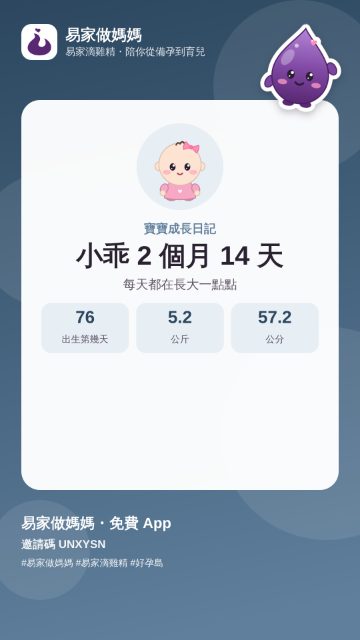 易家做媽媽
易家滴雞精・陪你從備孕到育兒
寶寶成長日記
小乖 2 個月 14 天
每天都在長大一點點
76
出生第幾天
5.2
公斤
57.2
公分
易家做媽媽・免費 App
邀請碼 UNXYSN
#易家做媽媽 #易家滴雞精 #好孕島